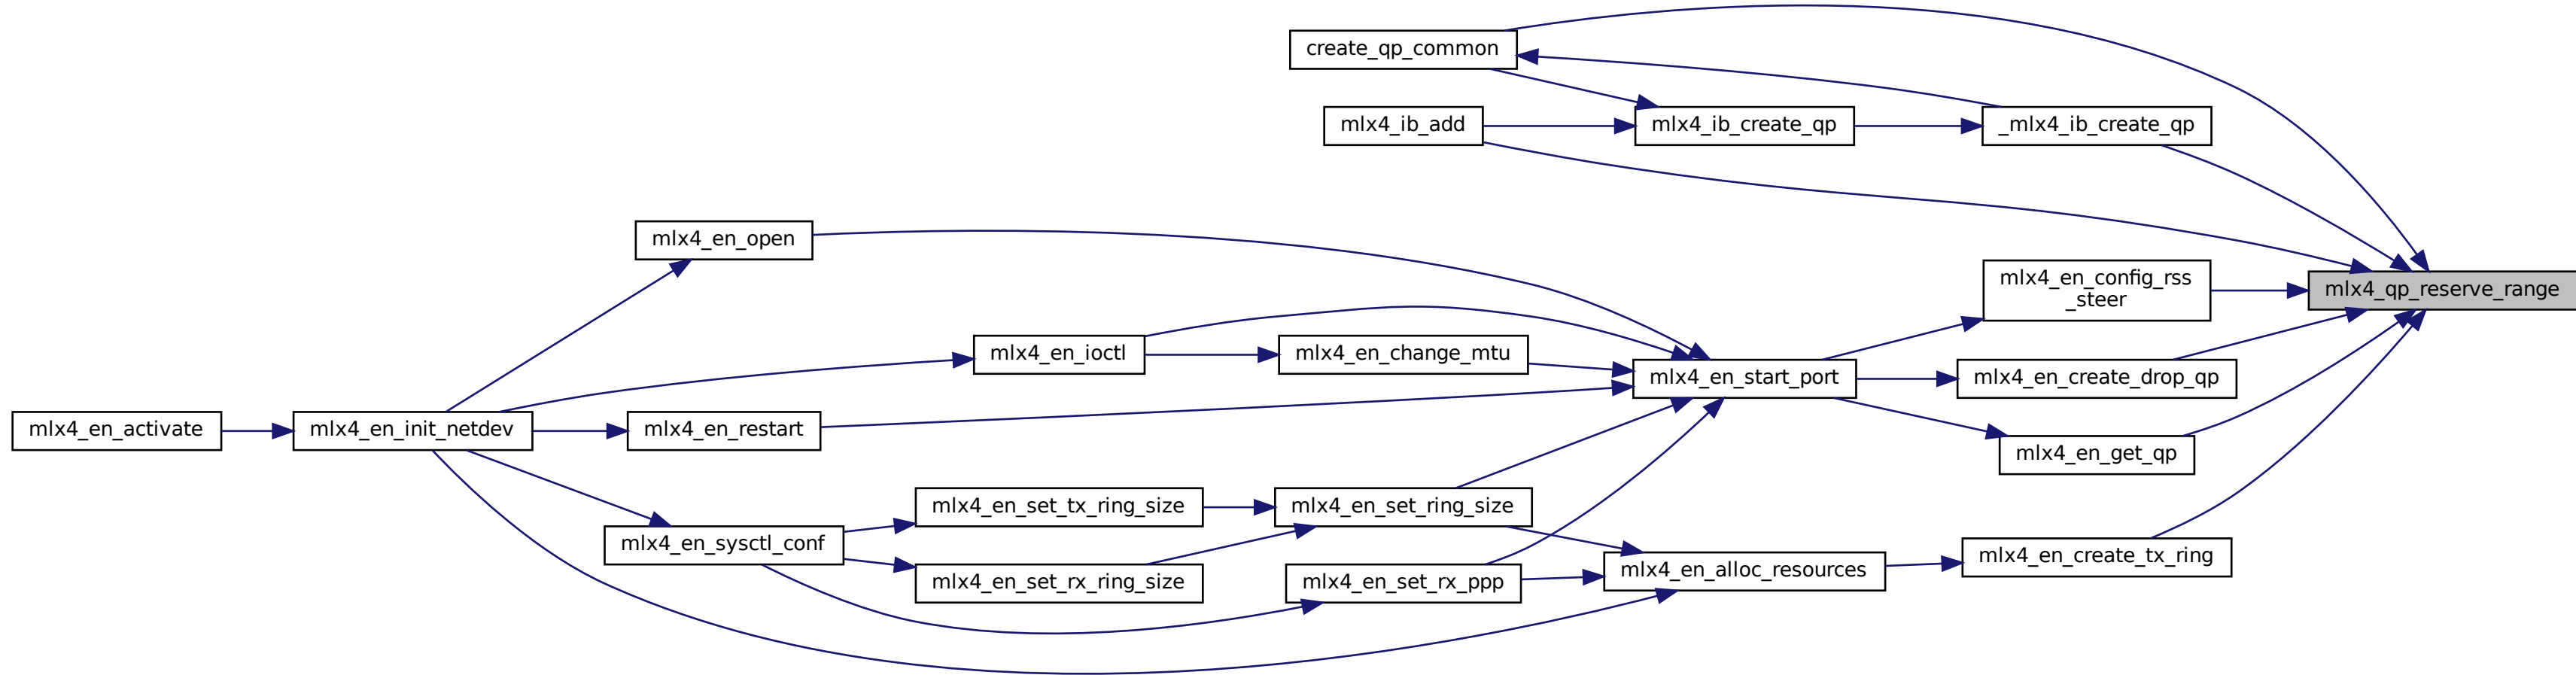 create_qp_common
mlx4_ib_add
mlx4_ib_create_qp
_mlx4_ib_create_qp
mlx4_en_open
mlx4_en_config_rss
_steer
mlx4_qp_reserve_range
mlx4_en_ioctl
mlx4_en_change_mtu
mlx4_en_start_port
mlx4_en_create_drop_qp
mlx4_en_activate
mlx4_en_init_netdev
mlx4_en_restart
mlx4_en_get_qp
mlx4_en_set_tx_ring_size
mlx4_en_set_ring_size
mlx4_en_sysctl_conf
mlx4_en_create_tx_ring
mlx4_en_set_rx_ring_size
mlx4_en_set_rx_ppp
mlx4_en_alloc_resources